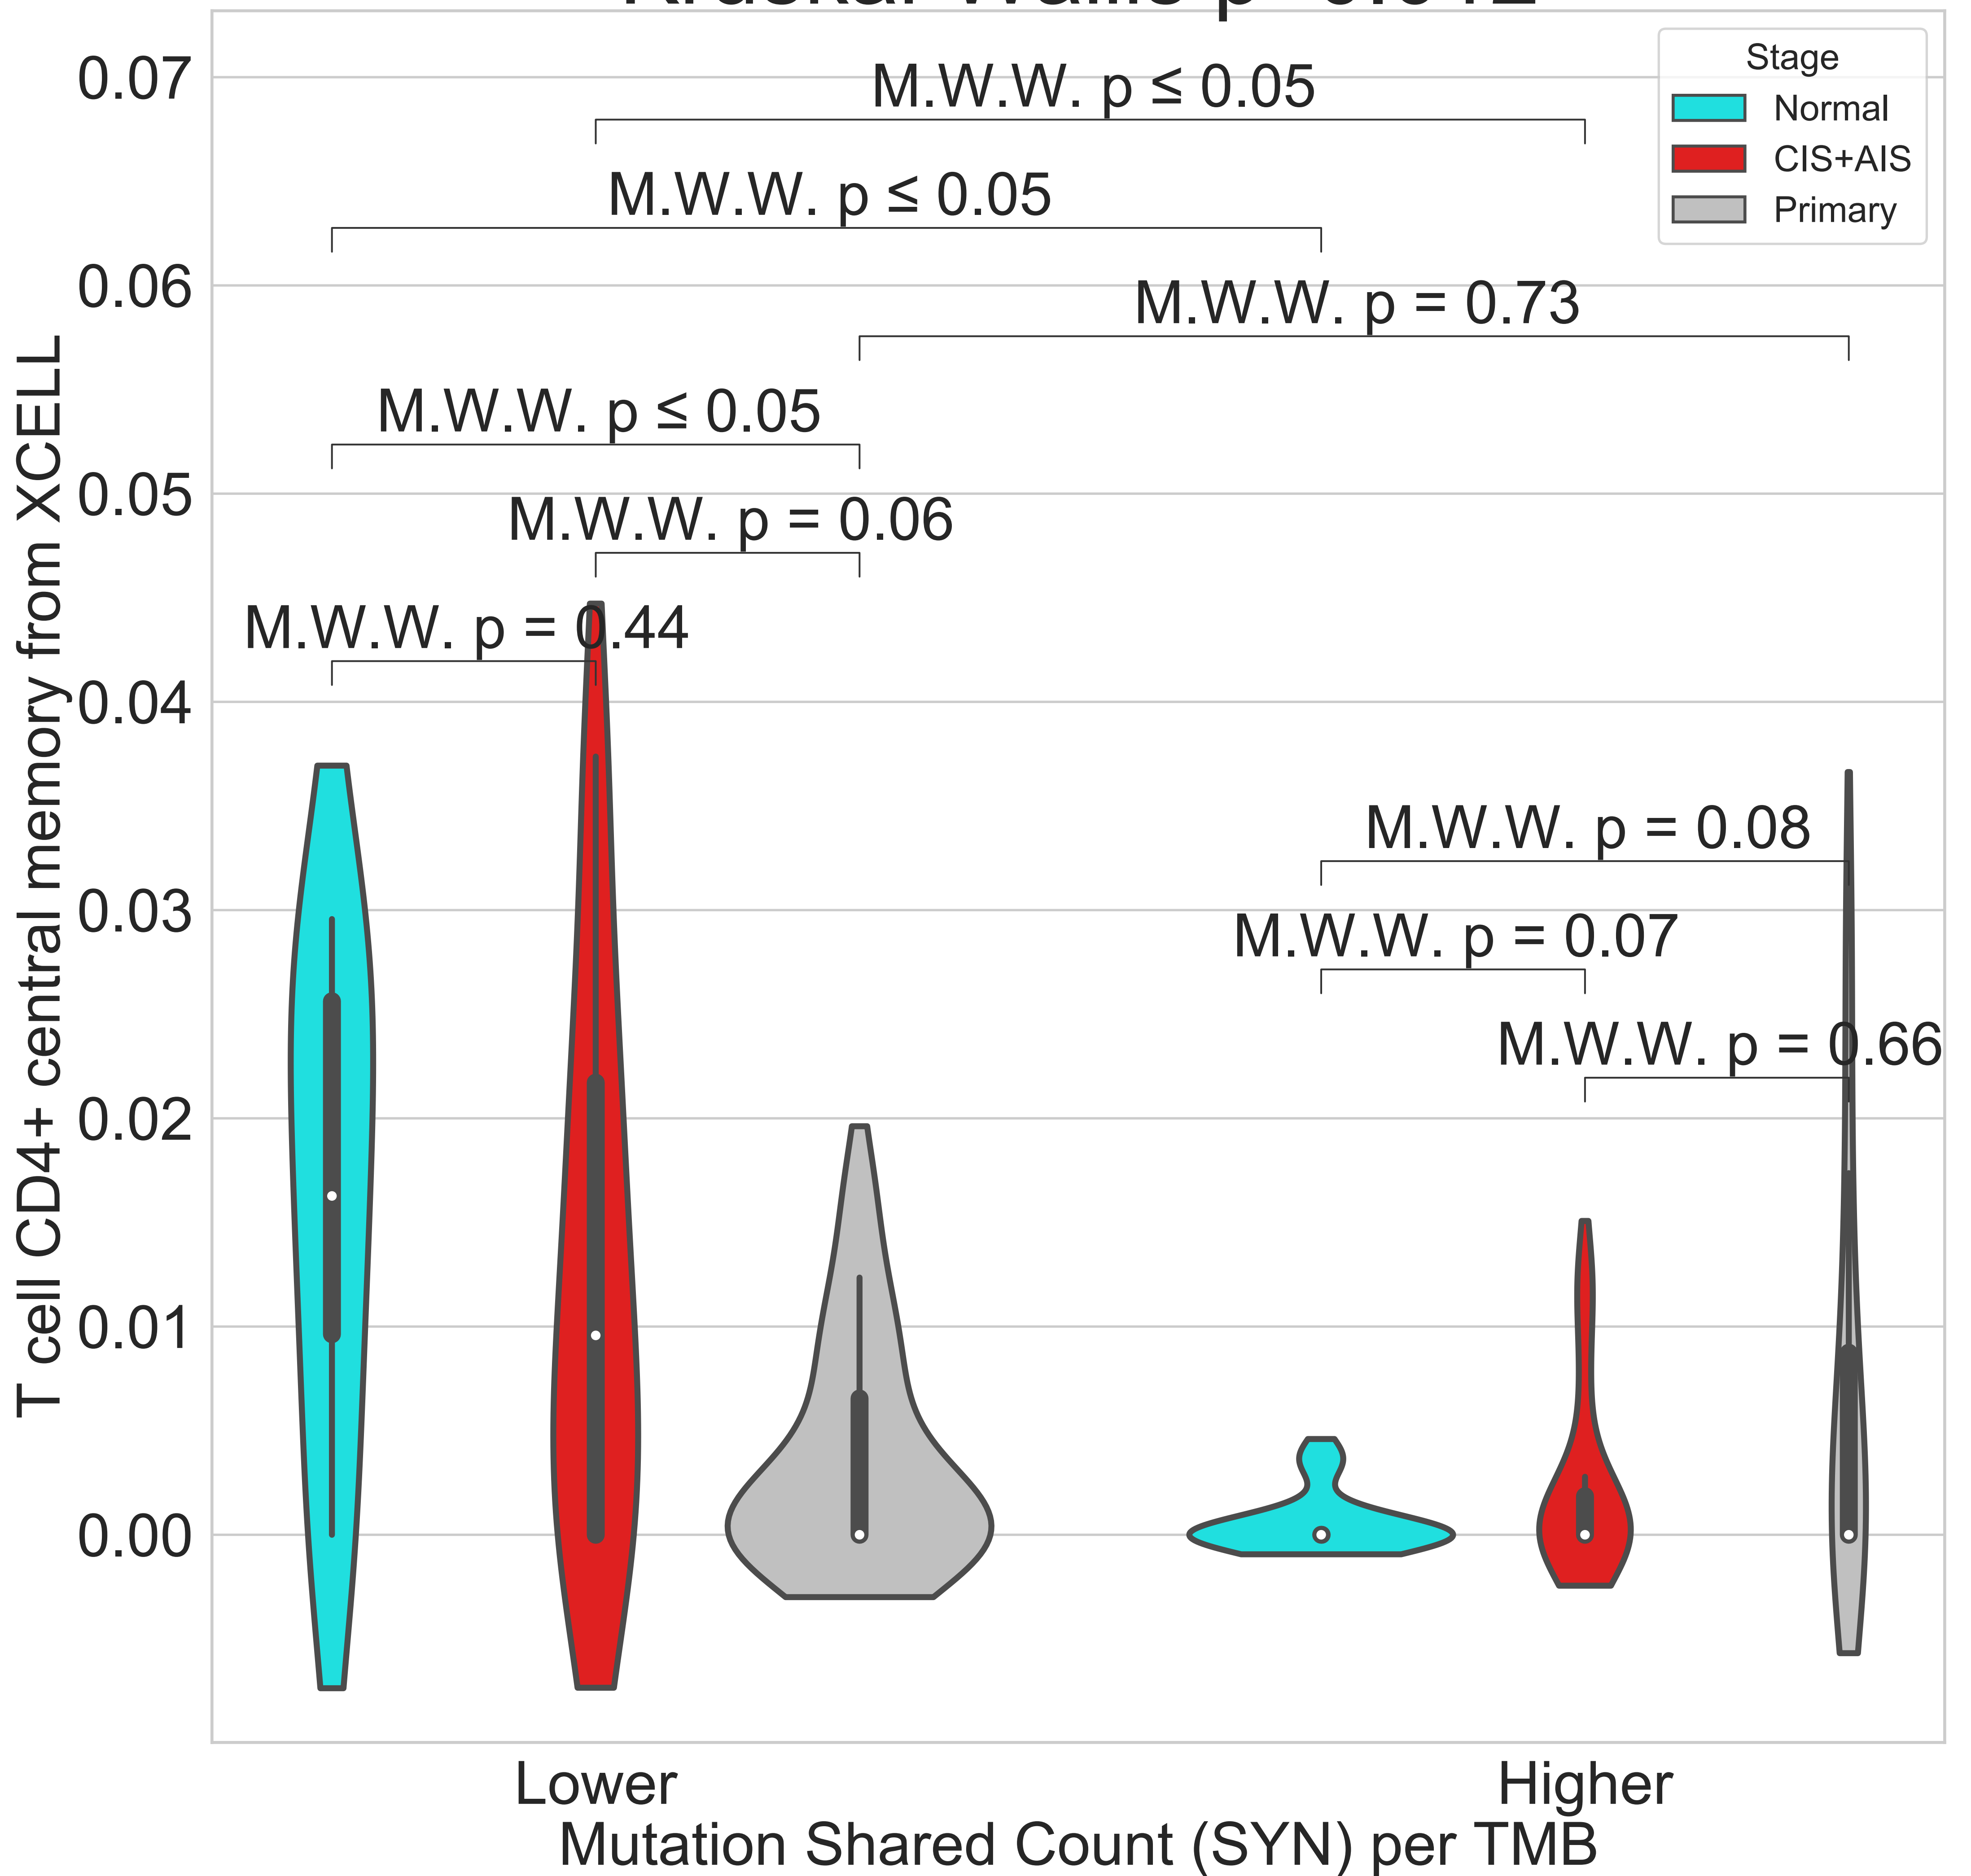 0.07
0.06
0.05
0.04
0.03
0.02
0.01
0.00
T cell CD4+ central memory from XCELL
M.W.W. p ≤ 0.05
M.W.W. p ≤ 0.05
M.W.W. p = 0.73
M.W.W. p ≤ 0.05
M.W.W. p = 0.06
M.W.W. p = 0.44
M.W.W. p = 0.08
M.W.W. p = 0.07
M.W.W. p = 0.66
Stage
Normal
CIS+AIS
Primary
Lower
Higher
Mutation Shared Count (SYN) per TMB